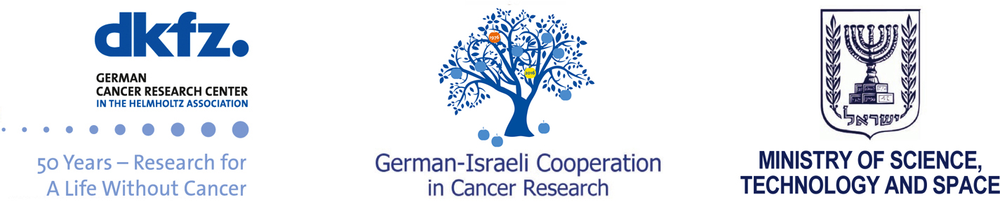 dkfz.
GERMAN
CANCER RESEARCH CENTER
IN THE HELMHOLTZ ASSOCIATION
50 Years – Research for
A Life Without Cancer
1976
2016
German-Israeli Cooperation
in Cancer Research
ישראל
MINISTRY OF SCIENCE,
TECHNOLOGY AND SPACE